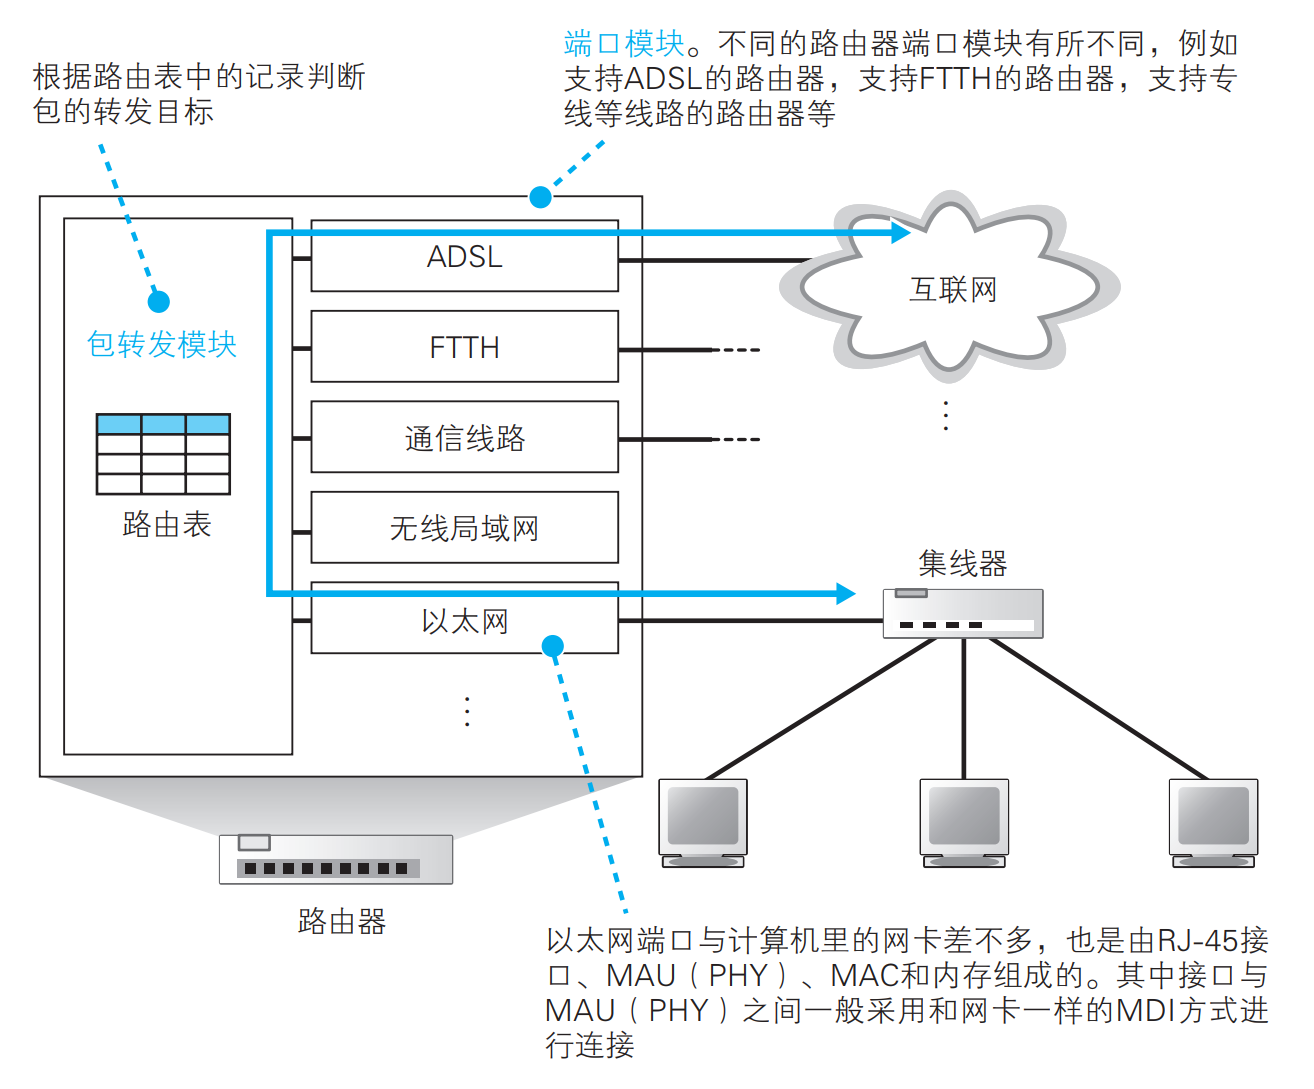 端口模块。不同的路由器端口模块有所不同，例如
支持ADSL的路由器，支持FTTH的路由器，支持专
线等线路的路由器等
根据路由表中的记录判断
包的转发目标
ADSL
互联网
包转发模块
FTTH
通信线路
路由表
无线局域网
集线器
以太网
路由器
以太网端口与计算机里的网卡差不多，也是由RJ-45接
口、MAU（PHY）、MAC和内存组成的。其中接口与
MAU（PHY）之间一般采用和网卡一样的MDI方式进
行连接